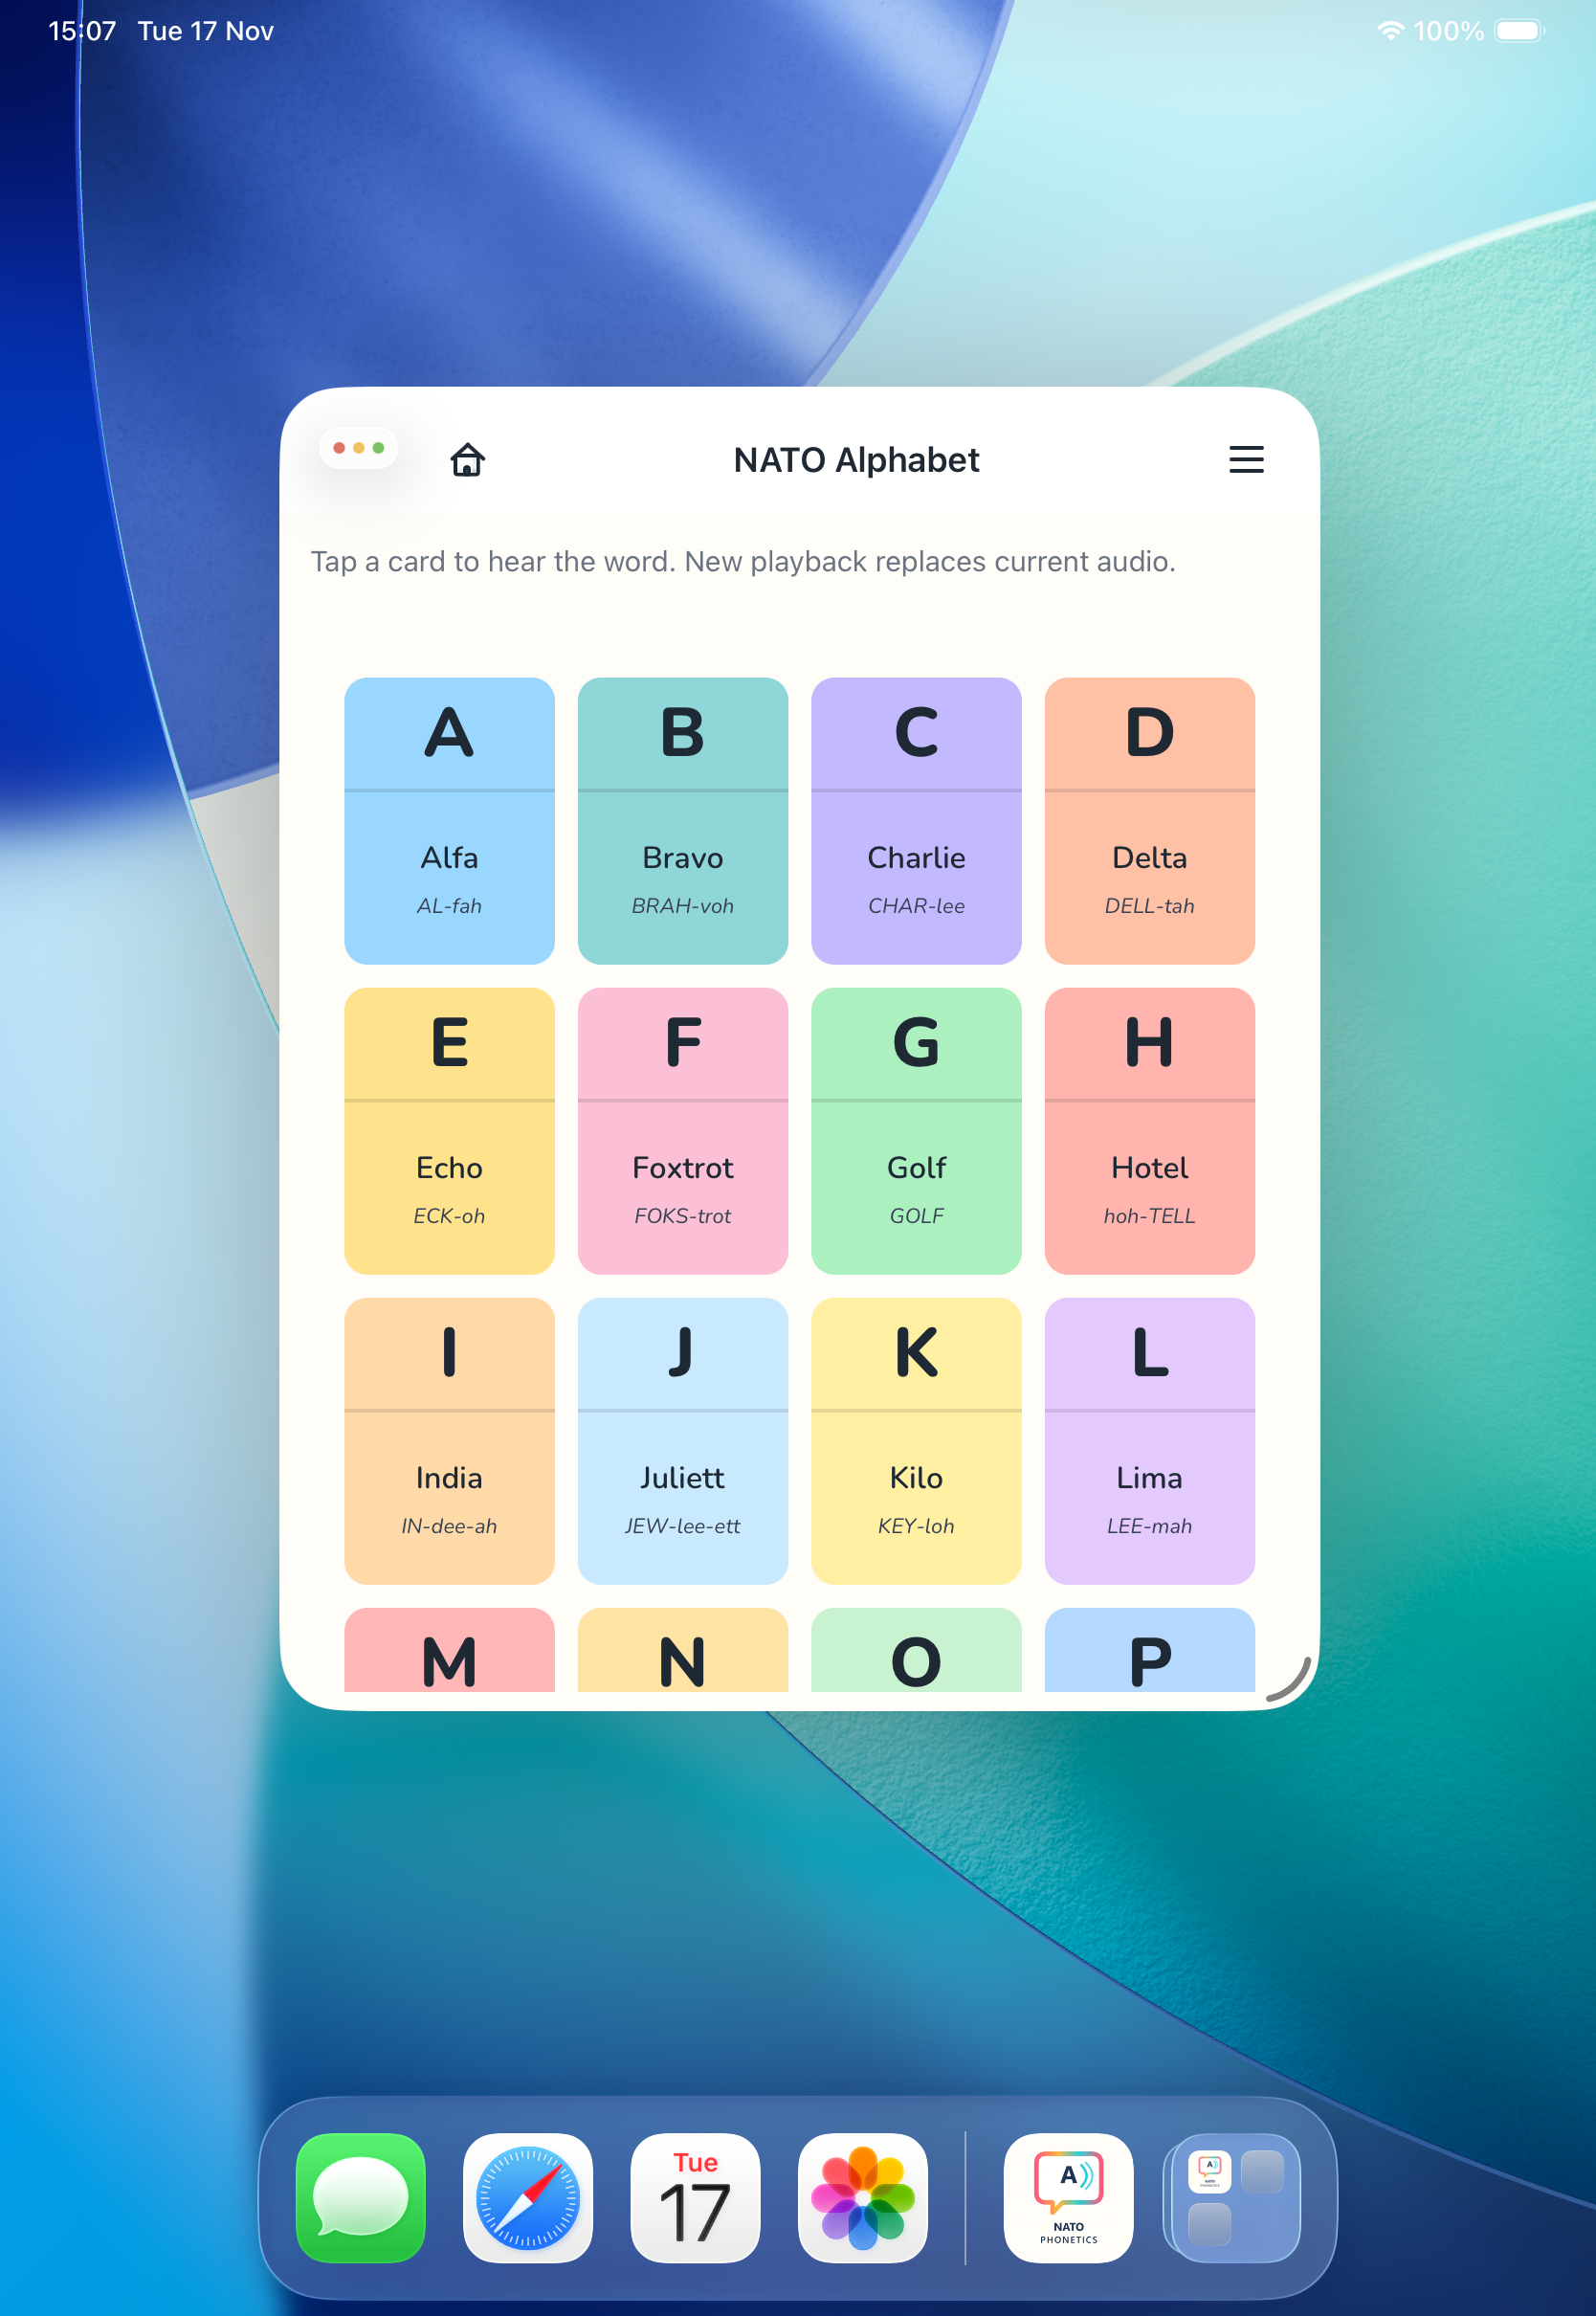 15:07 Tue 17 Nov
100%
NATO Alphabet
Tap a card to hear the word. New playback replaces current audio.
A B C D
Alfa Bravo Charlie Delta
AL-fah BRAH-voh CHAR-lee DELL-tah
E F G H
Echo Foxtrot Golf Hotel
ECK-oh FOKS-trot GOLF hoh-TELL
I J K L
India Juliett Kilo Lima
IN-dee-ah JEW-lee-ett KEY-loh LEE-mah
M N O P
Tue
17
A
NATO
PHONETICS
A
NATO
PHONETICS